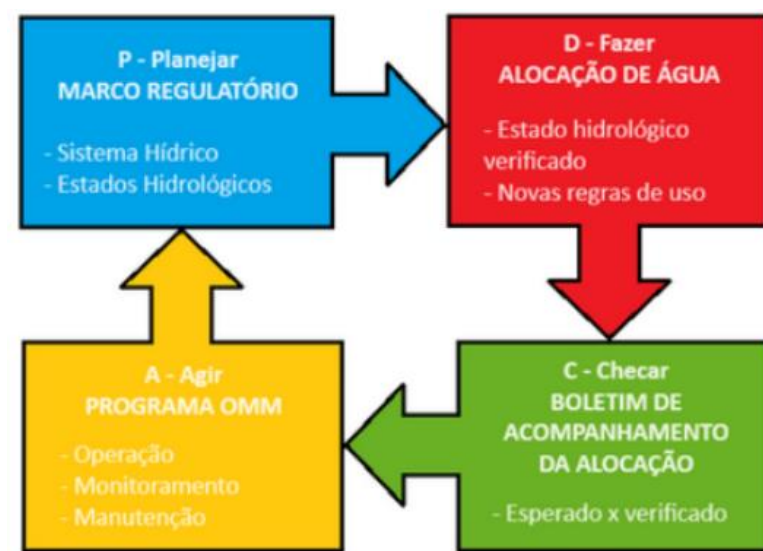 P - Planejar
MARCO REGULATÓRIO
- Sistema Hídrico
- Estados Hidrológicos
D - Fazer
ALOCAÇÃO DE ÁGUA
- Estado hidrológico
verificado
- Novas regras de uso
C - Checar
BOLETIM DE
ACOMPANHAMENTO
DA ALOCAÇÃO
- Esperado x verificado
A - Agir
PROGRAMA OMM
- Operação
- Monitoramento
- Manutenção